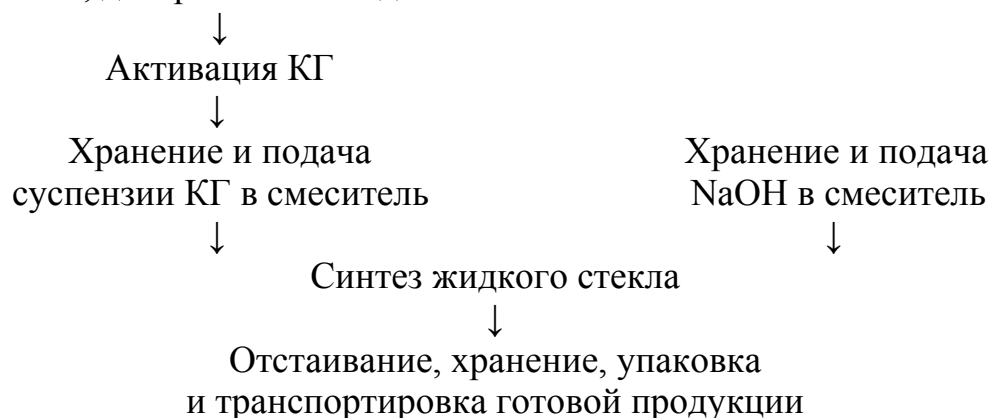 ↓
Активация КГ
↓
Хранение и подача
суспензии КГ в смеситель
Хранение и подача
NaOH в смеситель
↓ ↓
Синтез жидкого стекла
↓
Отстаивание, хранение, упаковка
и транспортировка готовой продукции